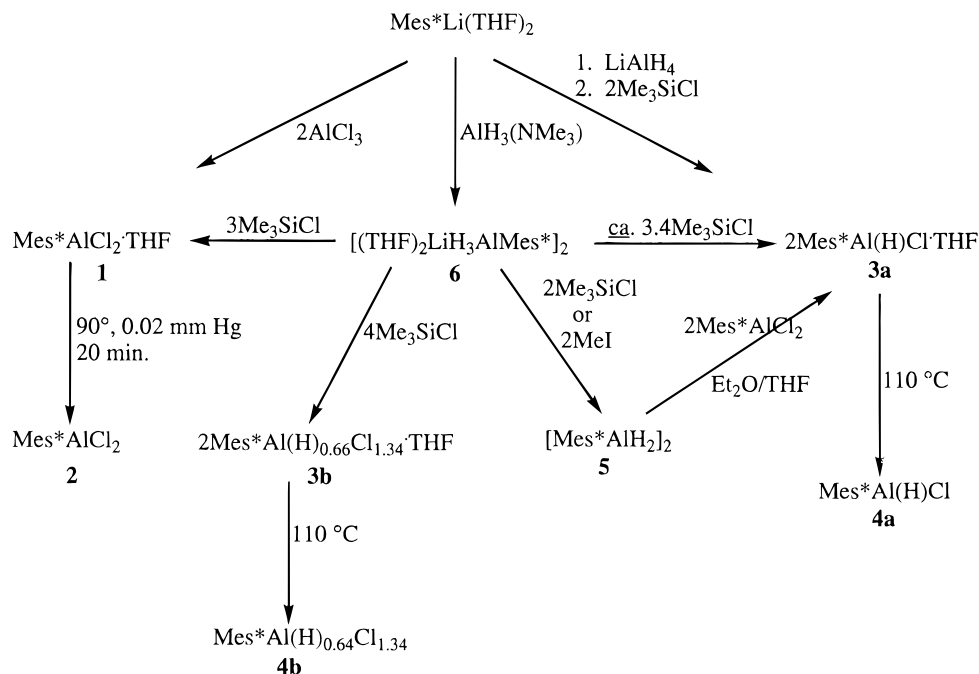 Mes*Li(THF)₂
1. LiAlH₄
2. 2Me₃SiCl
2AlCl₃
AlH₃(NMe₃)
Mes*AlCl₂·THF
1
3Me₃SiCl
[(THF)₂LiH₃AlMes*]₂
6
ca. 3.4Me₃SiCl
2Mes*Al(H)Cl·THF
3a
90°, 0.02 mm Hg
20 min.
4Me₃SiCl
2Me₃SiCl
or
2MeI
2Mes*AlCl₂
Et₂O/THF
110 °C
Mes*AlCl₂
2
2Mes*Al(H)₀.₆₆Cl₁.₃₄·THF
3b
[Mes*AlH₂]₂
5
Mes*Al(H)Cl
4a
110 °C
Mes*Al(H)₀.₆₄Cl₁.₃₄
4b